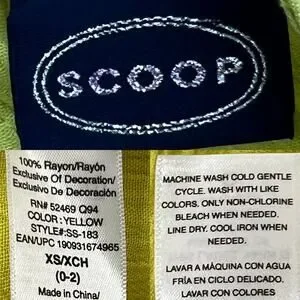 SCOOP
100% Rayon/Rayón
Exclusive Of Decoration/
Exclusivo De Decoración
RN# 52469 Q94
COLOR: YELLOW
STYLE#:SS-183
EAN/UPC 190931674965
XS/XCH
(0-2)
Made in China/
MACHINE WASH COLD GENTLE
CYCLE. WASH WITH LIKE
COLORS. ONLY NON-CHLORINE
BLEACH WHEN NEEDED.
LINE DRY. COOL IRON WHEN
NEEDED.
LAVAR A MÁQUINA CON AGUA
FRÍA EN CICLO DELICADO.
LAVAR CON COLORES